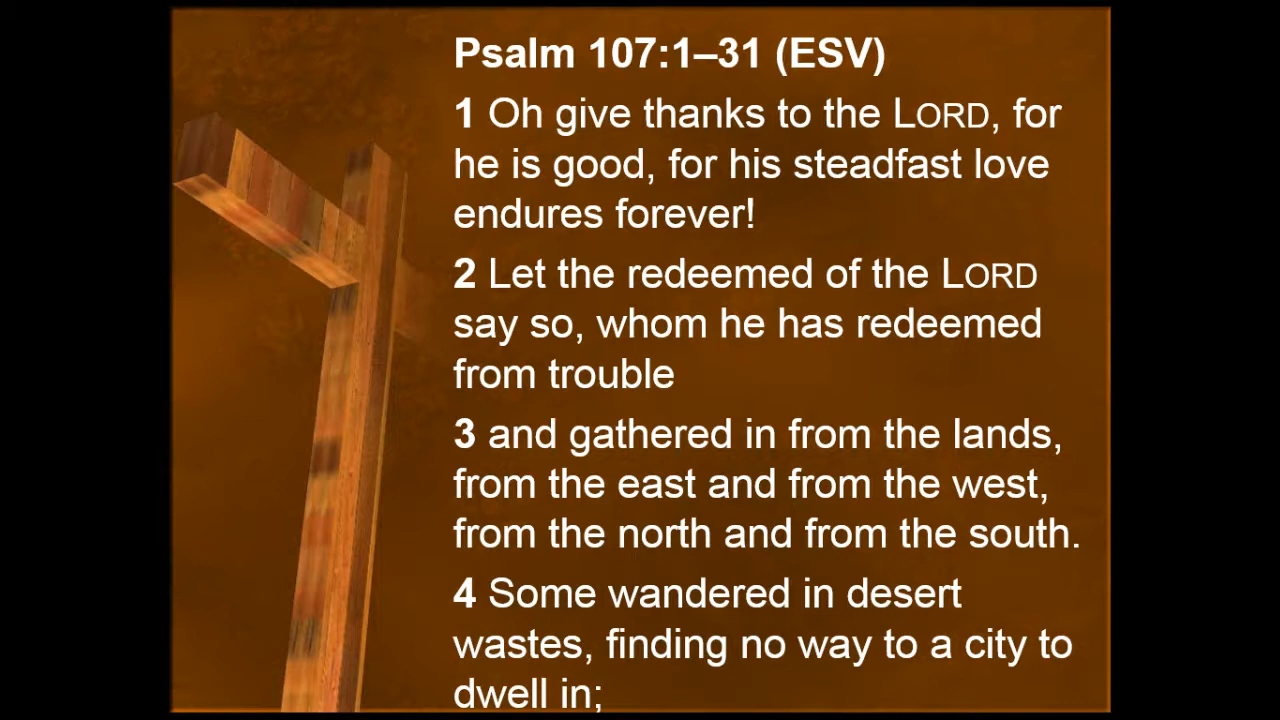 Psalm 107:1–31 (ESV)
1 Oh give thanks to the LORD, for
he is good, for his steadfast love
endures forever!
2 Let the redeemed of the LORD
say so, whom he has redeemed
from trouble
3 and gathered in from the lands,
from the east and from the west,
from the north and from the south.
4 Some wandered in desert
wastes, finding no way to a city to
dwell in;